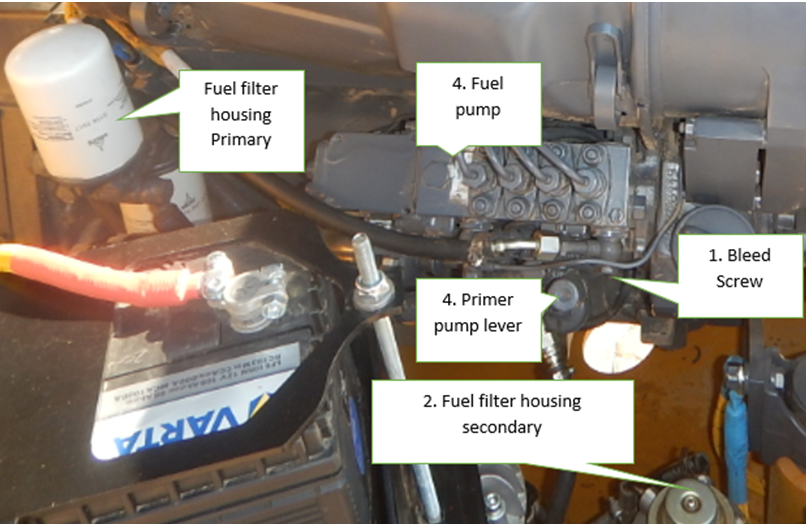 Fuel filter
housing
Primary
4. Fuel
pump
1. Bleed
Screw
4. Primer
pump lever
2. Fuel filter housing
secondary
VARTA